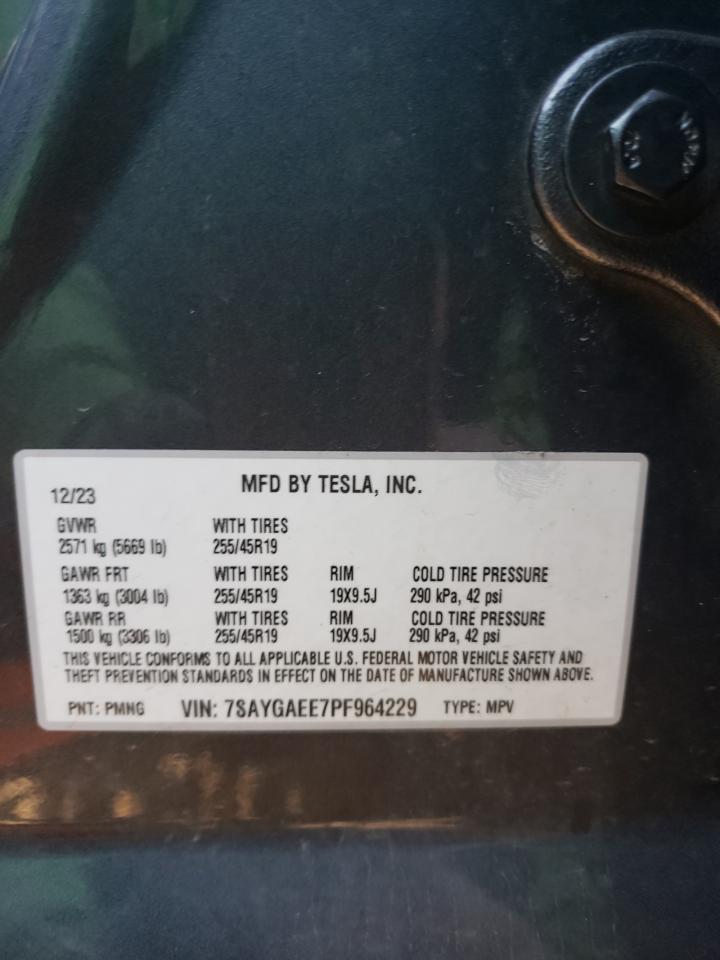 12/23 MFD BY TESLA, INC.
GVWR WITH TIRES
2571 kg (5669 lb) 255/45R19
GAWR FRT WITH TIRES RIM COLD TIRE PRESSURE
1363 kg (3004 lb) 255/45R19 19X9.5J 290 kPa, 42 psi
GAWR RR WITH TIRES RIM COLD TIRE PRESSURE
1500 kg (3306 lb) 255/45R19 19X9.5J 290 kPa, 42 psi
THIS VEHICLE CONFORMS TO ALL APPLICABLE U.S. FEDERAL MOTOR VEHICLE SAFETY AND
THEFT PREVENTION STANDARDS IN EFFECT ON THE DATE OF MANUFACTURE SHOWN ABOVE.
PNT: PMNG VIN: 7SAYGAEE7PF964229 TYPE: MPV